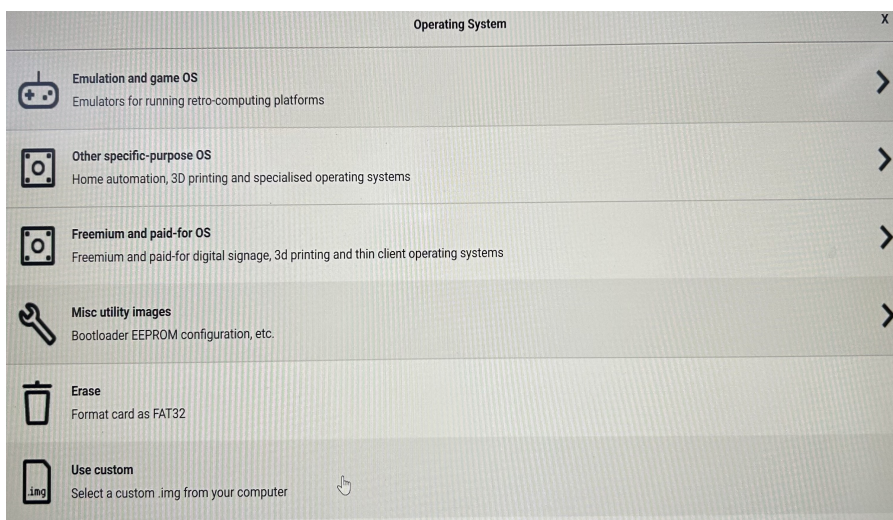 Operating System
X
Emulation and game OS
Emulators for running retro-computing platforms
Other specific-purpose OS
Home automation, 3D printing and specialised operating systems
Freemium and paid-for OS
Freemium and paid-for digital signage, 3d printing and thin client operating systems
Misc utility images
Bootloader EEPROM configuration, etc.
Erase
Format card as FAT32
Use custom
.img
Select a custom .img from your computer